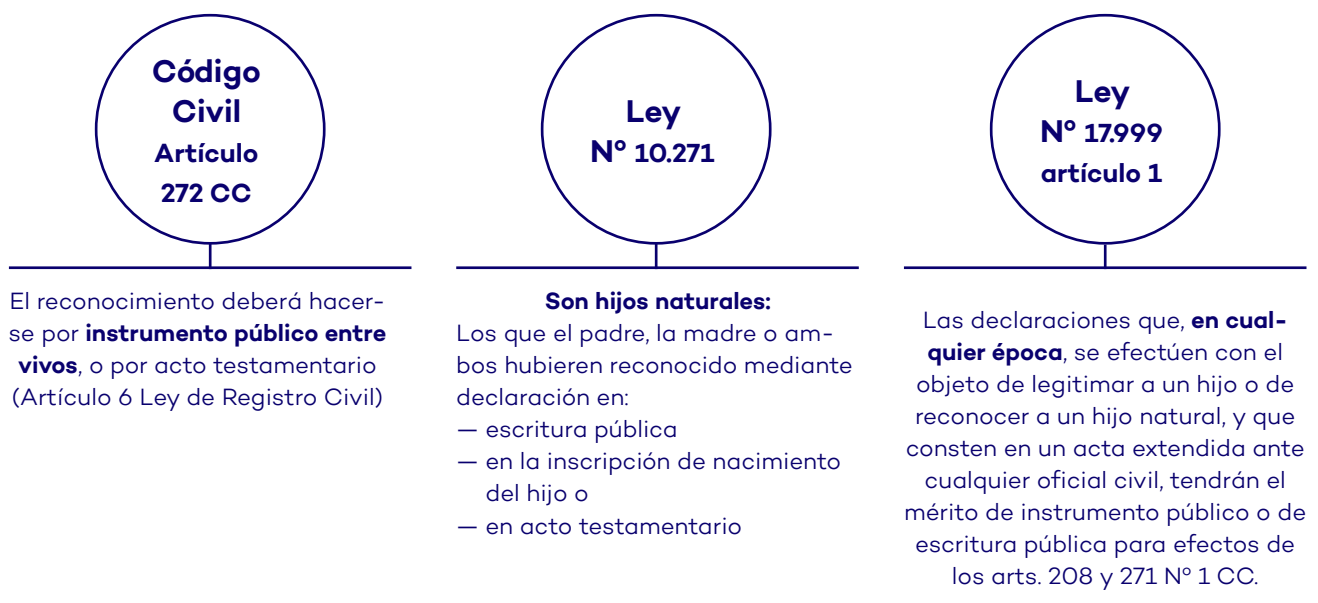 Código
Civil
Artículo
272 CC
El reconocimiento deberá hacer-
se por instrumento público entre
vivos, o por acto testamentario
(Artículo 6 Ley de Registro Civil)
Ley
Nº 10.271
Son hijos naturales:
Los que el padre, la madre o am-
bos hubieren reconocido mediante
declaración en:
— escritura pública
— en la inscripción de nacimiento
del hijo o
— en acto testamentario
Ley
Nº 17.999
artículo 1
Las declaraciones que, en cual-
quier época, se efectúen con el
objeto de legitimar a un hijo o de
reconocer a un hijo natural, y que
consten en un acta extendida ante
cualquier oficial civil, tendrán el
mérito de instrumento público o de
escritura pública para efectos de
los arts. 208 y 271 Nº 1 CC.